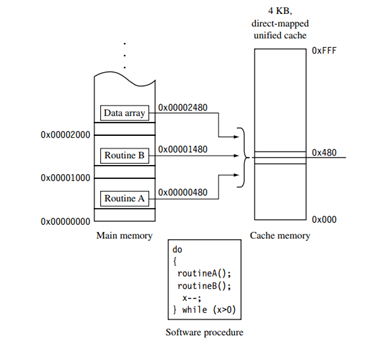 4 KB,
direct-mapped
unified cache
0xFFF
Data array
0x00002480
0x00002000
Routine B
0x00001480
0x480
0x00001000
Routine A
0x00000480
0x00000000
0x000
Main memory
Cache memory
do
{
routineA();
routineB();
x--;
} while (x>0)
Software procedure